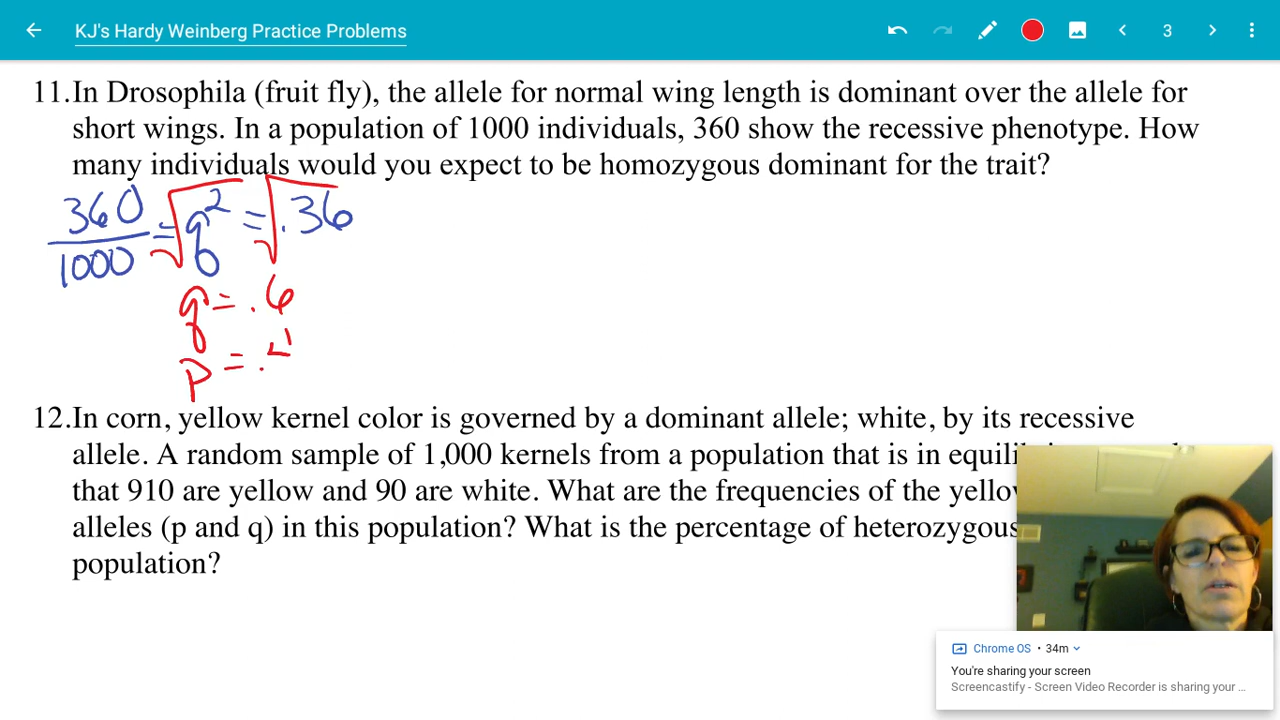 KJ's Hardy Weinberg Practice Problems
3
11.In Drosophila (fruit fly), the allele for normal wing length is dominant over the allele for
short wings. In a population of 1000 individuals, 360 show the recessive phenotype. How
many individuals would you expect to be homozygous dominant for the trait?
360/1000 = √q² = √.36
q = .6
P = .4
12.In corn, yellow kernel color is governed by a dominant allele; white, by its recessive
allele. A random sample of 1,000 kernels from a population that is in
that 910 are yellow and 90 are white. What are the frequencies of the
alleles (p and q) in this population? What is the percentage of heterozygous
population?
Chrome OS • 34m
You're sharing your screen
Screencastify - Screen Video Recorder is sharing your ...